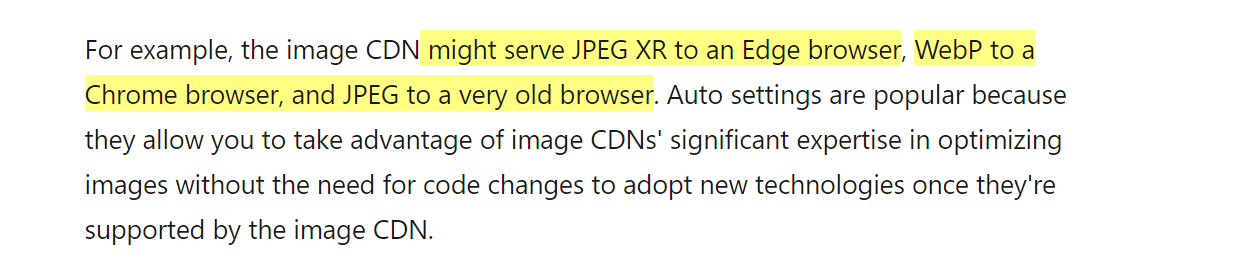 For example, the image CDN might serve JPEG XR to an Edge browser, WebP to a
Chrome browser, and JPEG to a very old browser. Auto settings are popular because
they allow you to take advantage of image CDNs' significant expertise in optimizing
images without the need for code changes to adopt new technologies once they're
supported by the image CDN.